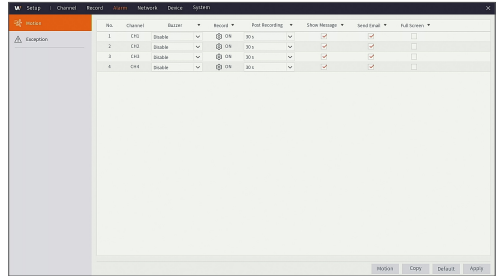 Setup Channel Record Alarm Network Device System
Motion
Exception
No. Channel Buzzer Record Post Recording Show Message Send Email Full Screen
1 CH1 Disable ON 30 s
2 CH2 Disable ON 30 s
3 CH3 Disable ON 30 s
4 CH4 Disable ON 30 s
Motion Copy Default Apply